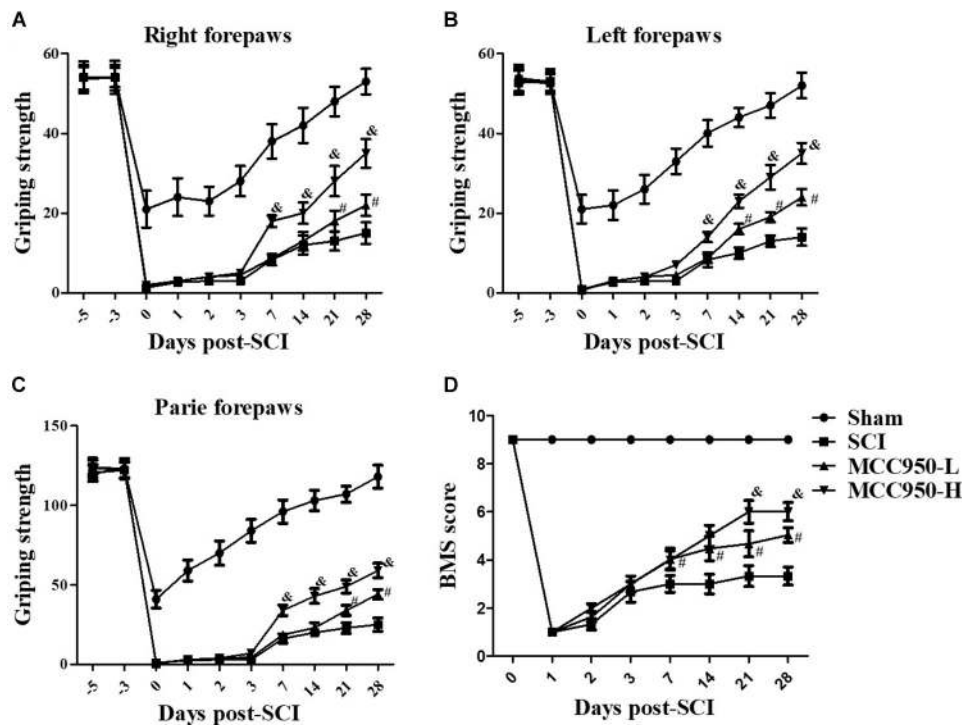 A
Right forepaws
Griping strength
60
40
20
0
-5 -3 0 1 2 3 7 14 21 28
Days post-SCI
& & & &
# #
B
Left forepaws
Griping strength
60
40
20
0
-5 -3 0 1 2 3 7 14 21 28
Days post-SCI
& & & &
# # #
C
Parie forepaws
Griping strength
150
100
50
0
-5 -3 0 1 2 3 7 14 21 28
Days post-SCI
& & & &
# #
D
BMS score
10
8
6
4
2
0
0 1 2 3 7 14 21 28
Days post-SCI
& &
# # # #
Sham
SCI
MCC950-L
MCC950-H